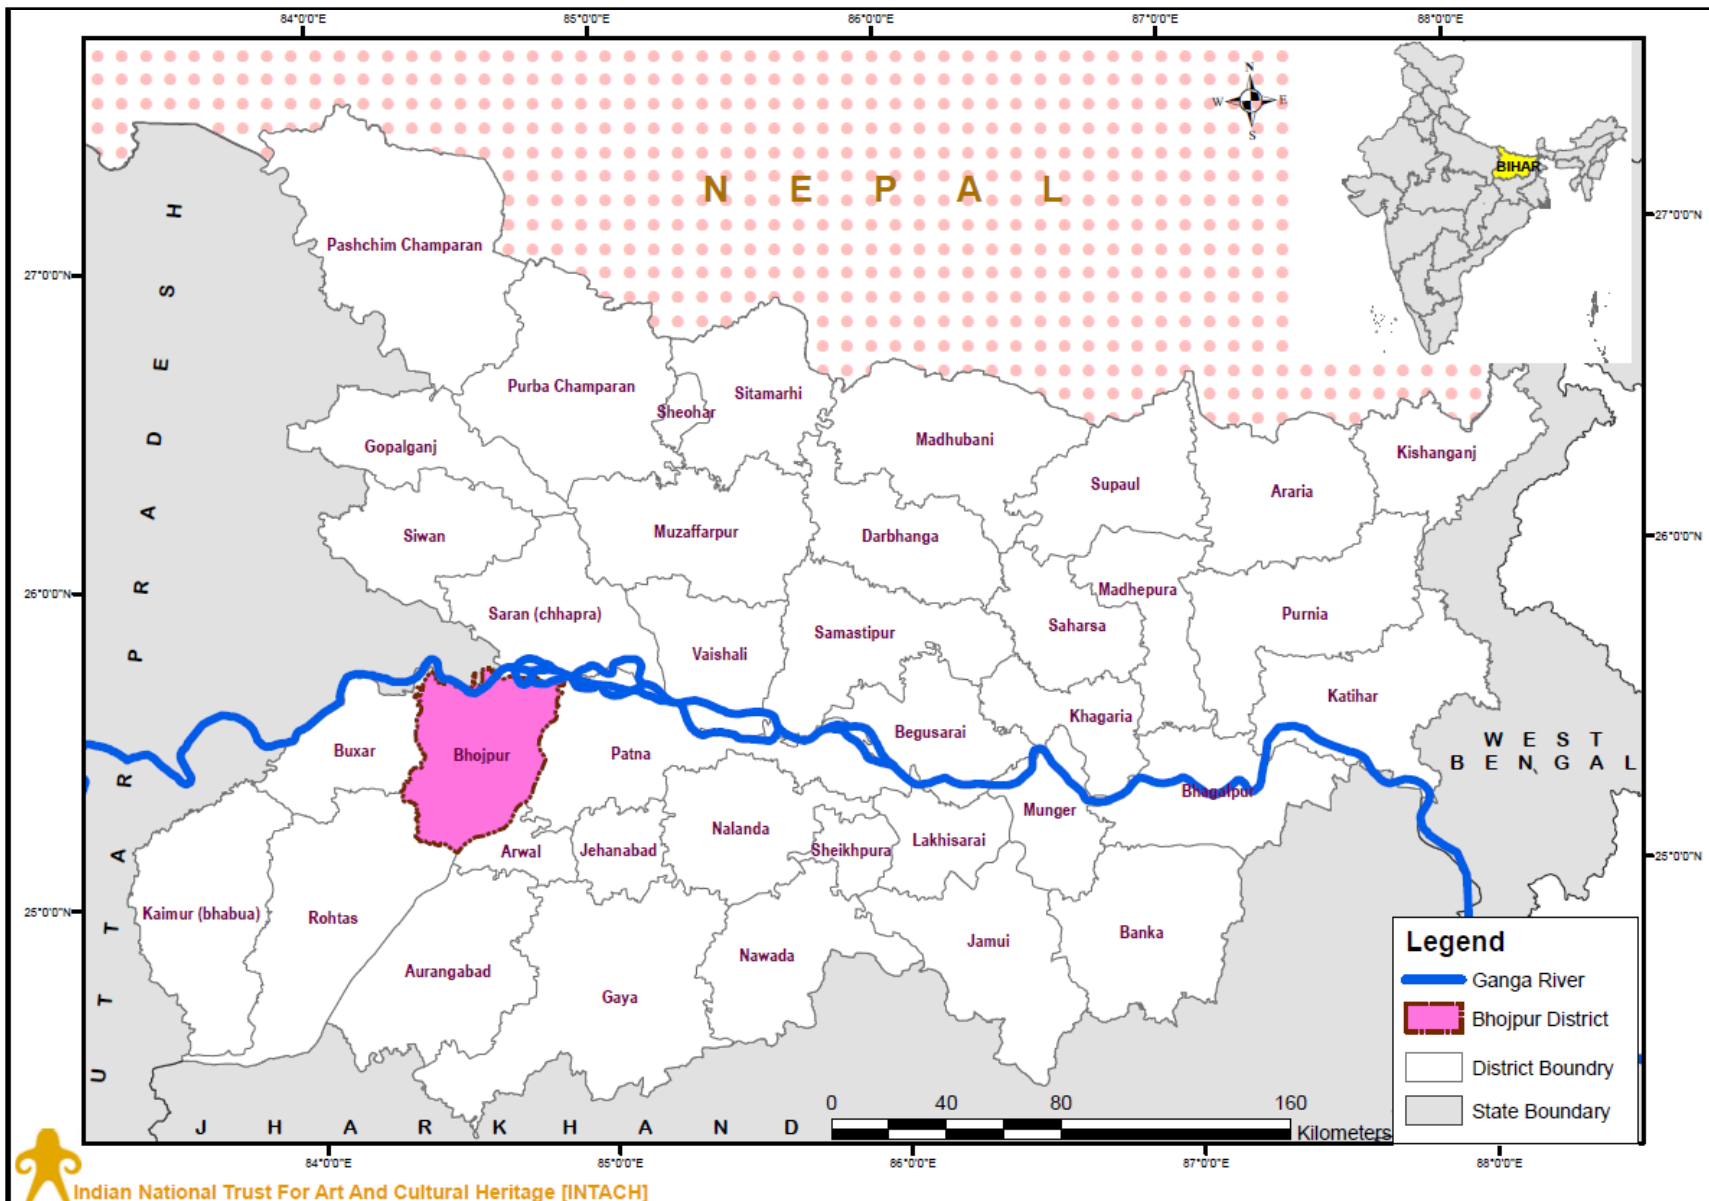 84°0'0"E 85°0'0"E 86°0'0"E 87°0'0"E 88°0'0"E
N
W E
S
BIHAR
NEPAL
27°0'0"N
27°0'0"N
Pashchim Champaran
UTTAR PRADESH
Purba Champaran
Sitamarhi
Sheohar
Madhubani
Gopalganj
Kishanganj
Supaul
Araria
Siwan
Muzaffarpur
Darbhanga
26°0'0"N
26°0'0"N
Madhepura
Saran (chhapra)
Purnia
Saharsa
Samastipur
Vaishali
Katihar
Khagaria
Begusarai
WEST
BENGAL
Buxar
Bhojpur
Patna
Bhagalpur
Munger
Nalanda
Lakhisarai
Arwal
Jehanabad
Sheikhpura
25°0'0"N
25°0'0"N
Kaimur (bhabua)
Rohtas
Banka
Jamui
Nawada
Aurangabad
Gaya
Legend
Ganga River
Bhojpur District
District Boundry
State Boundary
0 40 80 160
Kilometers
JHARKHAND
84°0'0"E 85°0'0"E 86°0'0"E 87°0'0"E 88°0'0"E
Indian National Trust For Art And Cultural Heritage [INTACH]